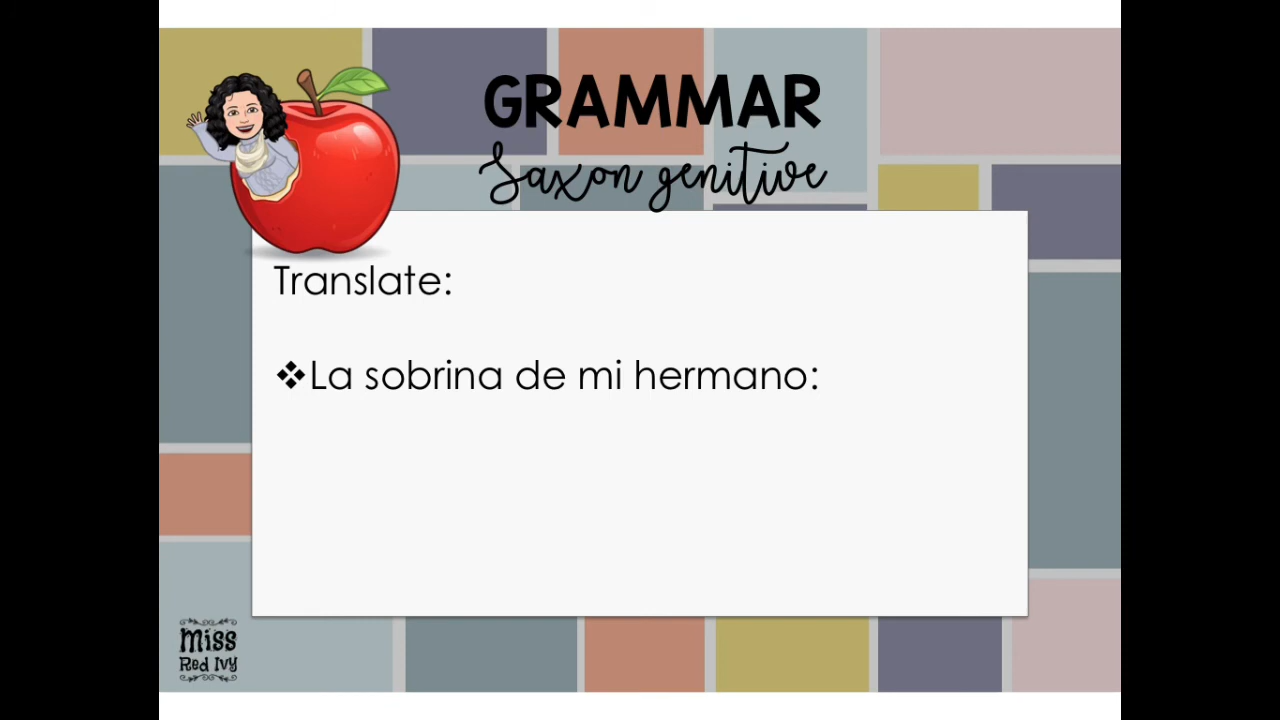 GRAMMAR
Saxon genitive
Translate:
❖La sobrina de mi hermano:
Miss
Red Ivy